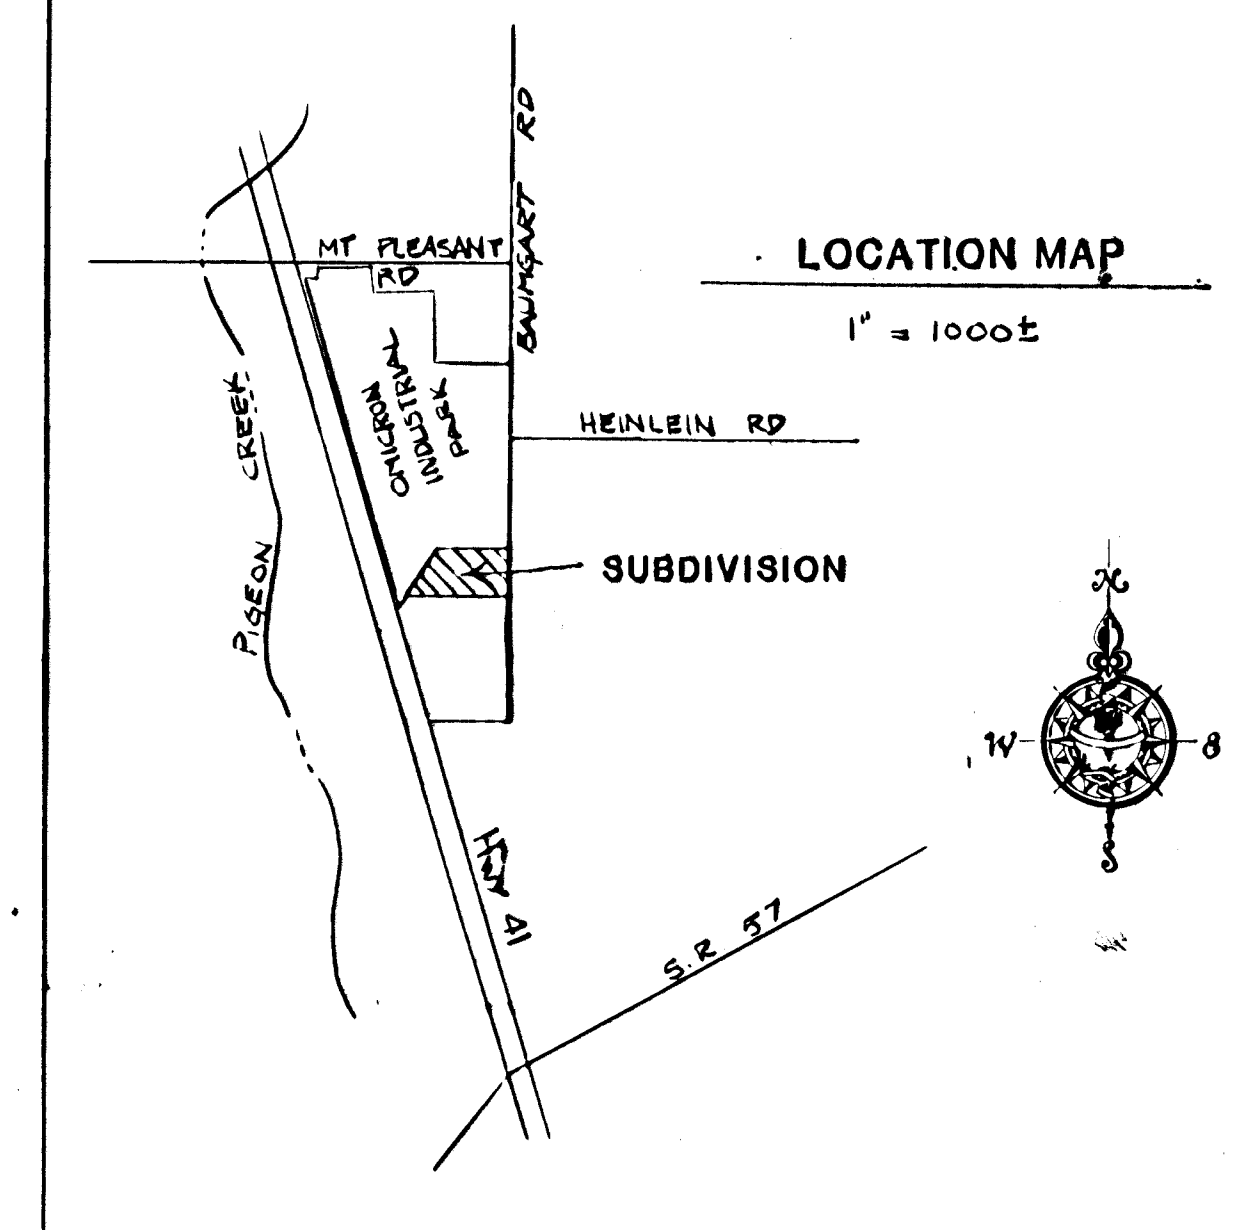 BAUMGART RD
MT PLEASANT
RD
LOCATION MAP
1" = 1000±
OMICRON
INDUSTRIAL
PARK
HEINLEIN RD
PIGEON CREEK
SUBDIVISION
N
W
S
HWY 41
S.R 57